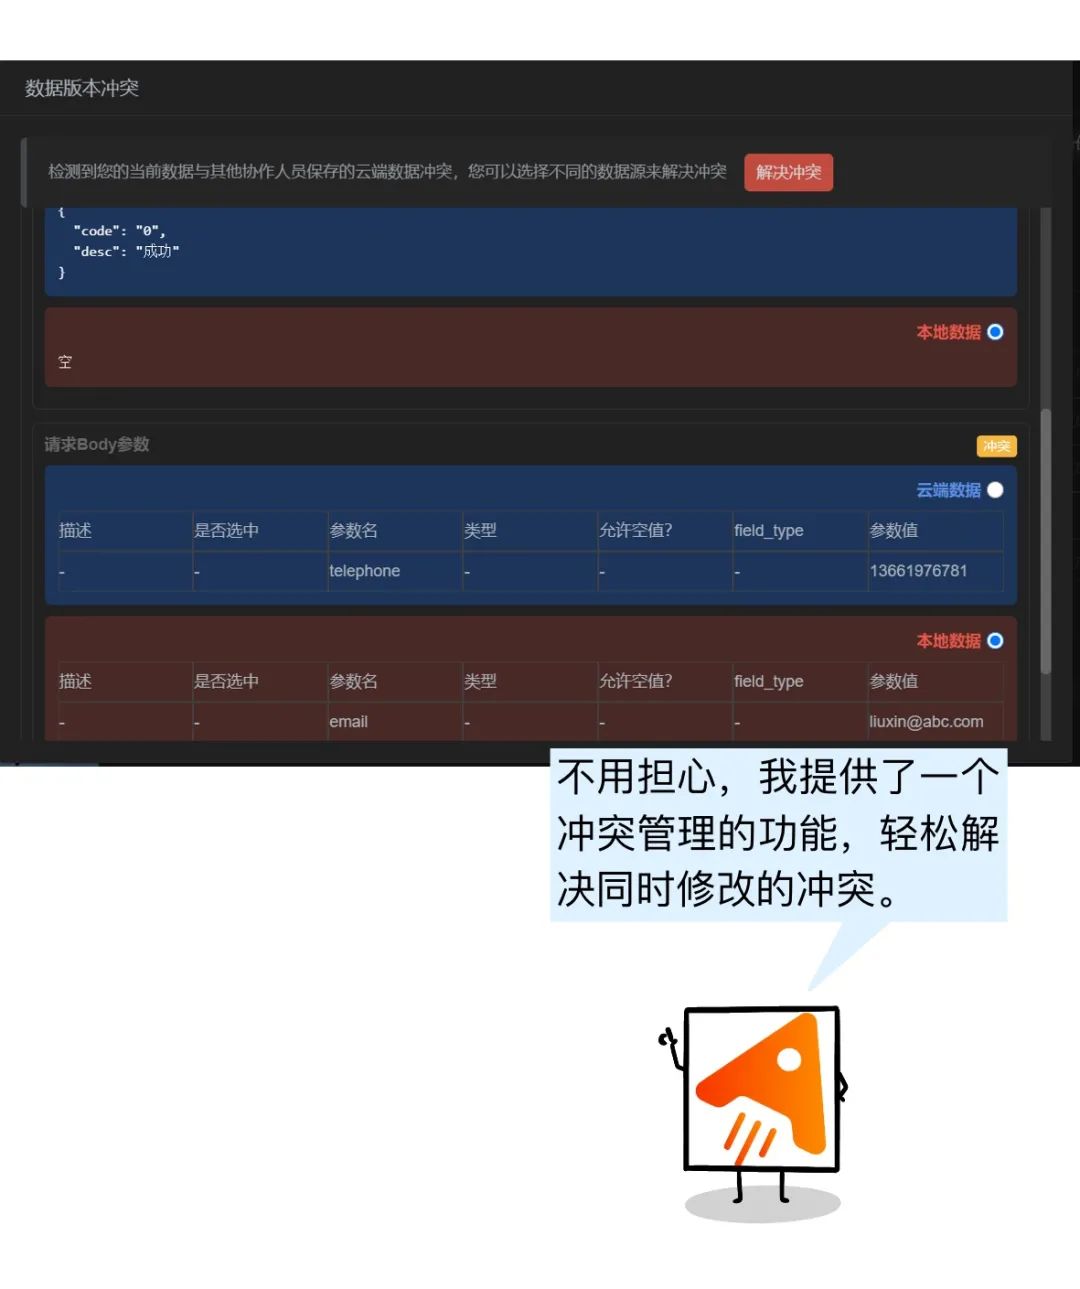 数据版本冲突
检测到您的当前数据与其他协作人员保存的云端数据冲突，您可以选择不同的数据源来解决冲突 解决冲突
{
"code": "0",
"desc": "成功"
}
本地数据
空
请求Body参数 冲突
云端数据
描述 是否选中 参数名 类型 允许空值? field_type 参数值
- - telephone - - - 13661976781
本地数据
描述 是否选中 参数名 类型 允许空值? field_type 参数值
- - email - - - liuxin@abc.com
不用担心，我提供了一个
冲突管理的功能，轻松解
决同时修改的冲突。